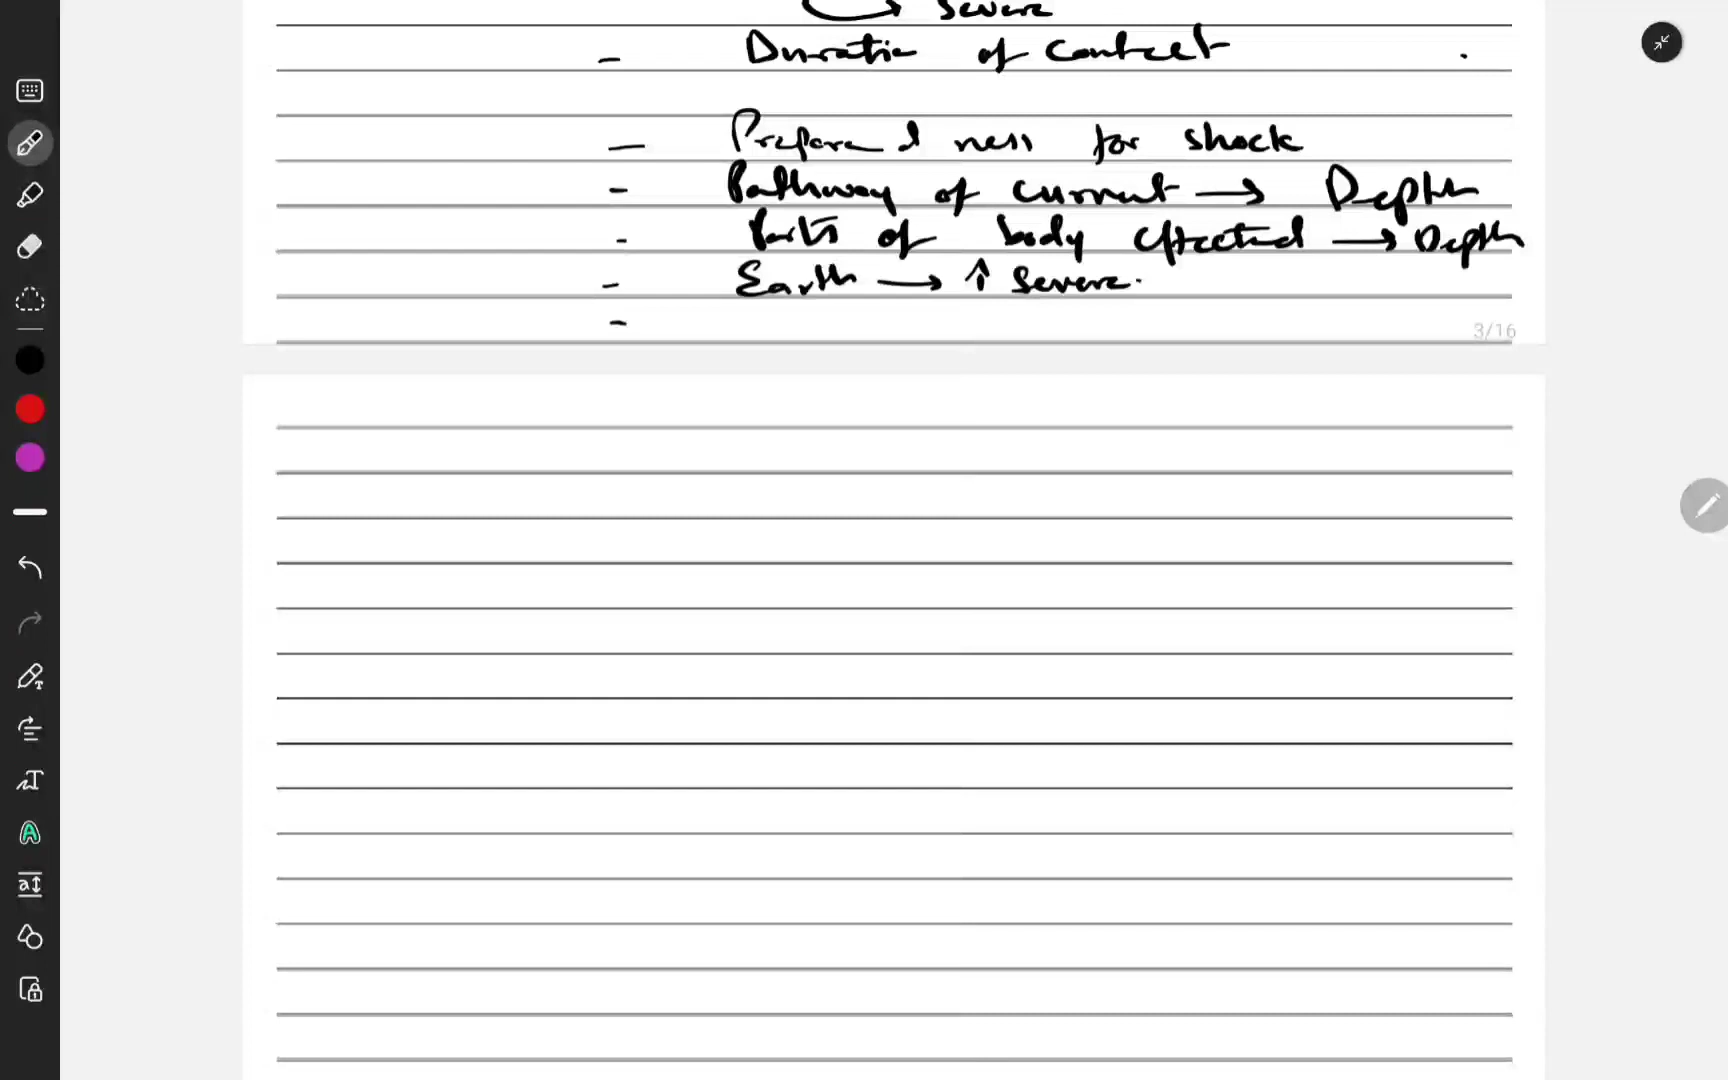 → severe
- Duration of contact .
- Preparedness for shock
- Pathway of current → Depth
- Parts of body effected → Depth
- Earth → ↑ severe.
-
3/16